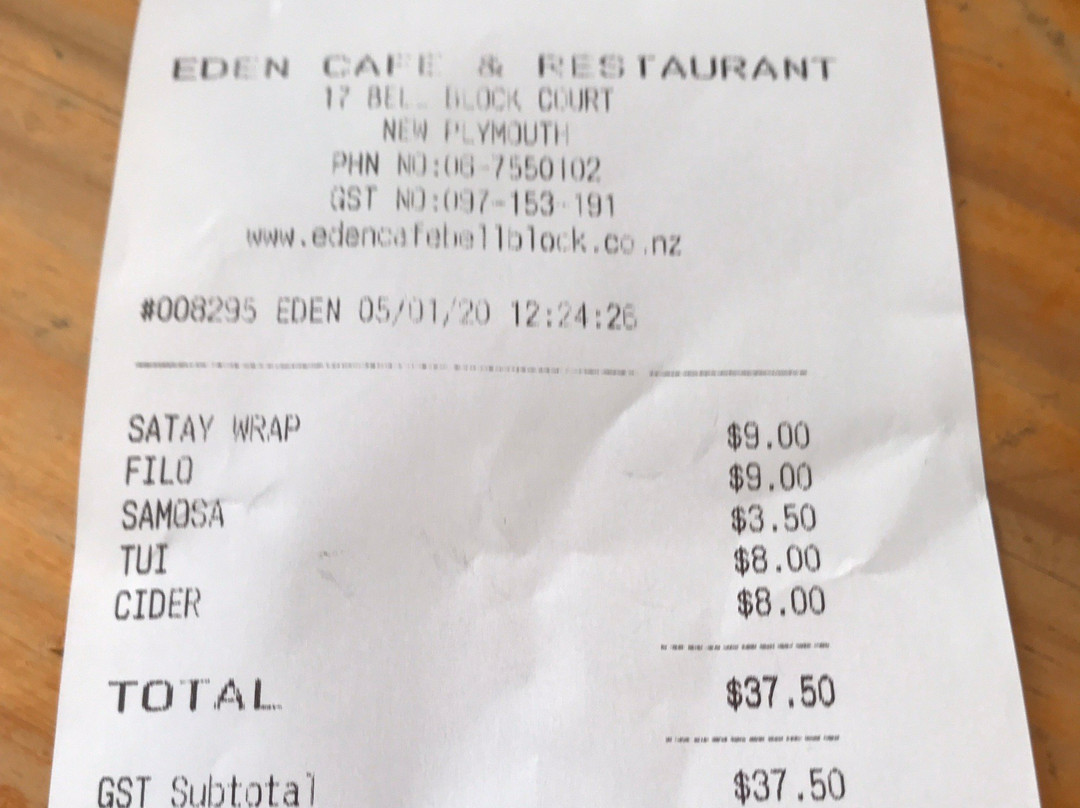 EDEN CAFE & RESTAURANT
17 BELL BLOCK COURT
NEW PLYMOUTH
PHN NO:06-7550102
GST NO:097-153-191
www.edencafebellblock.co.nz
#008295 EDEN 05/01/20 12:24:26
SATAY WRAP $9.00
FILO $9.00
SAMOSA $3.50
TUI $8.00
CIDER $8.00
TOTAL $37.50
GST Subtotal $37.50